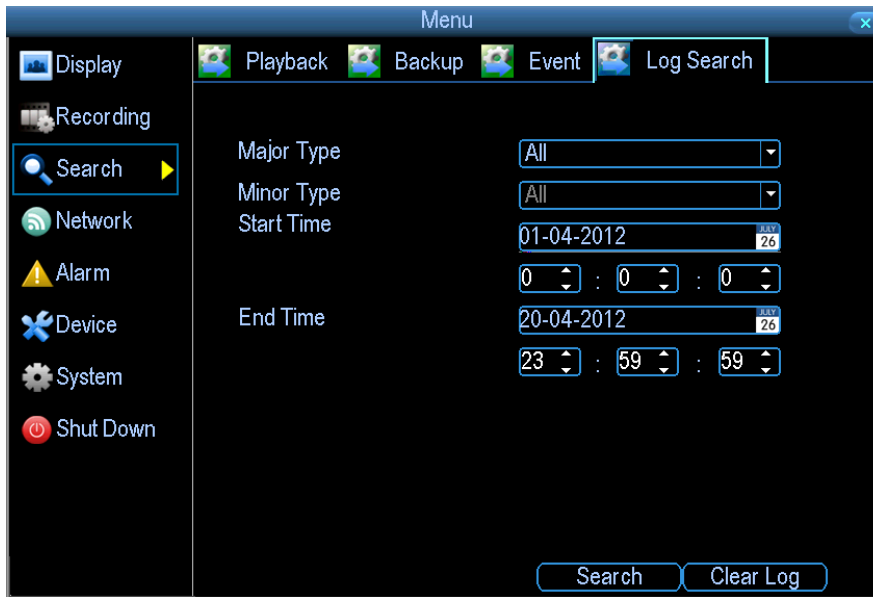 Menu
Display
Recording
Search
Network
Alarm
Device
System
Shut Down
Playback Backup Event Log Search
Major Type All
Minor Type All
Start Time 01-04-2012 JULY 26
0 : 0 : 0
End Time 20-04-2012 JULY 26
23 : 59 : 59
Search Clear Log